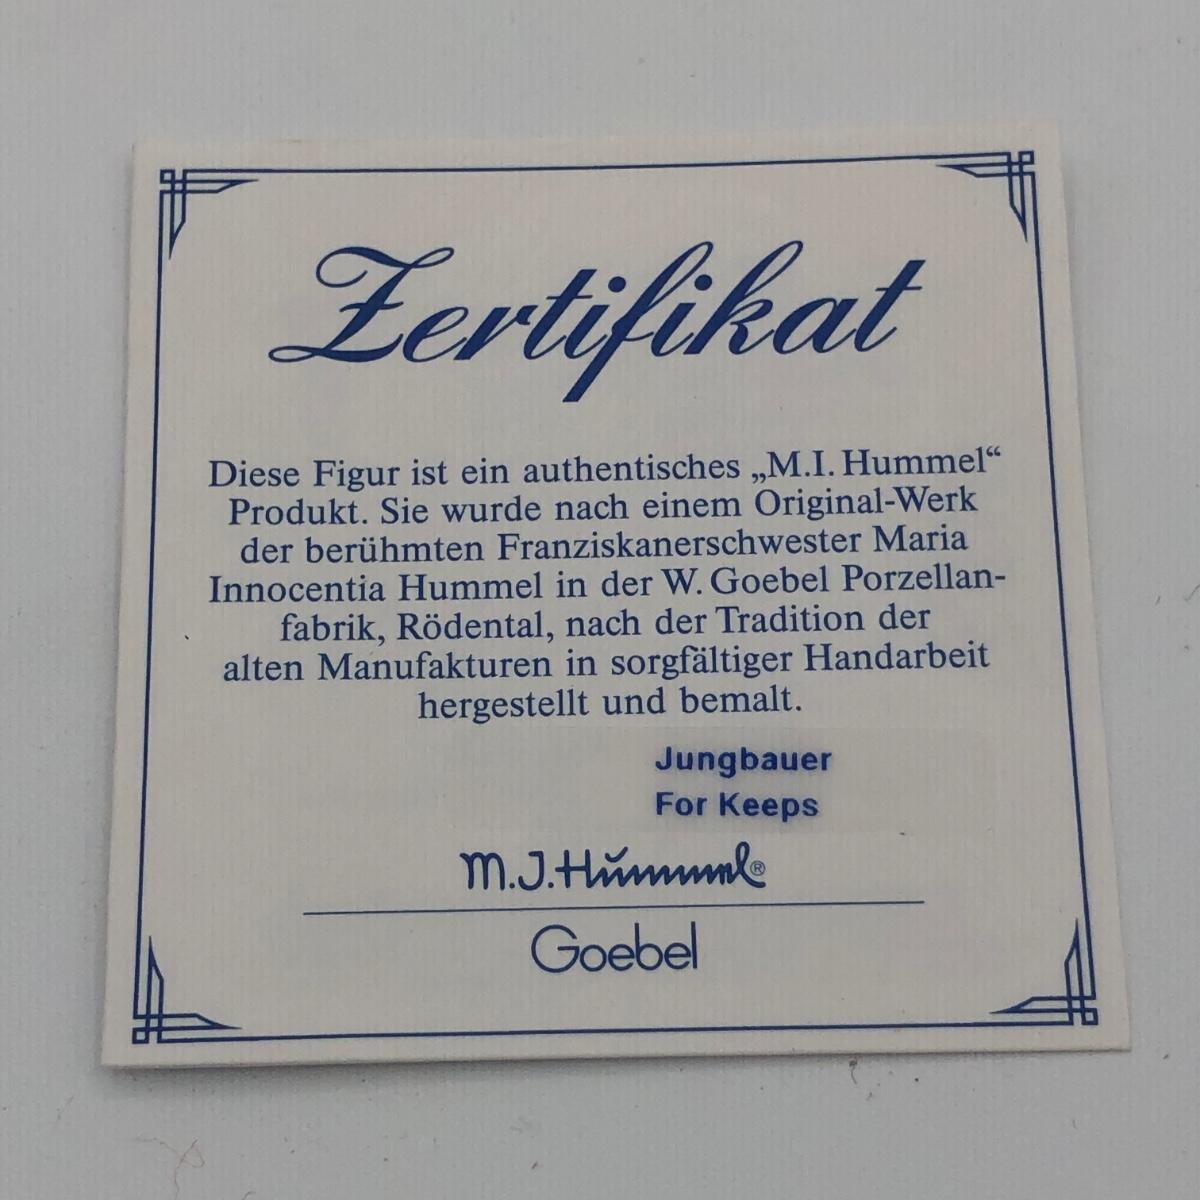 Zertifikat
Diese Figur ist ein authentisches „M.I. Hummel“
Produkt. Sie wurde nach einem Original-Werk
der berühmten Franziskanerschwester Maria
Innocentia Hummel in der W. Goebel Porzellan-
fabrik, Rödental, nach der Tradition der
alten Manufakturen in sorgfältiger Handarbeit
hergestellt und bemalt.
Jungbauer
For Keeps
M.J. Hummel®
Goebel